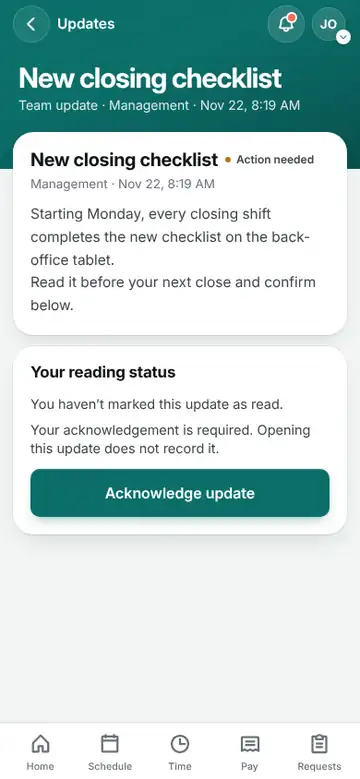 Updates
JO
New closing checklist
Team update · Management · Nov 22, 8:19 AM
New closing checklist
Action needed
Management · Nov 22, 8:19 AM
Starting Monday, every closing shift
completes the new checklist on the back-
office tablet.
Read it before your next close and confirm
below.
Your reading status
You haven’t marked this update as read.
Your acknowledgement is required. Opening
this update does not record it.
Acknowledge update
Home
Schedule
Time
Pay
Requests